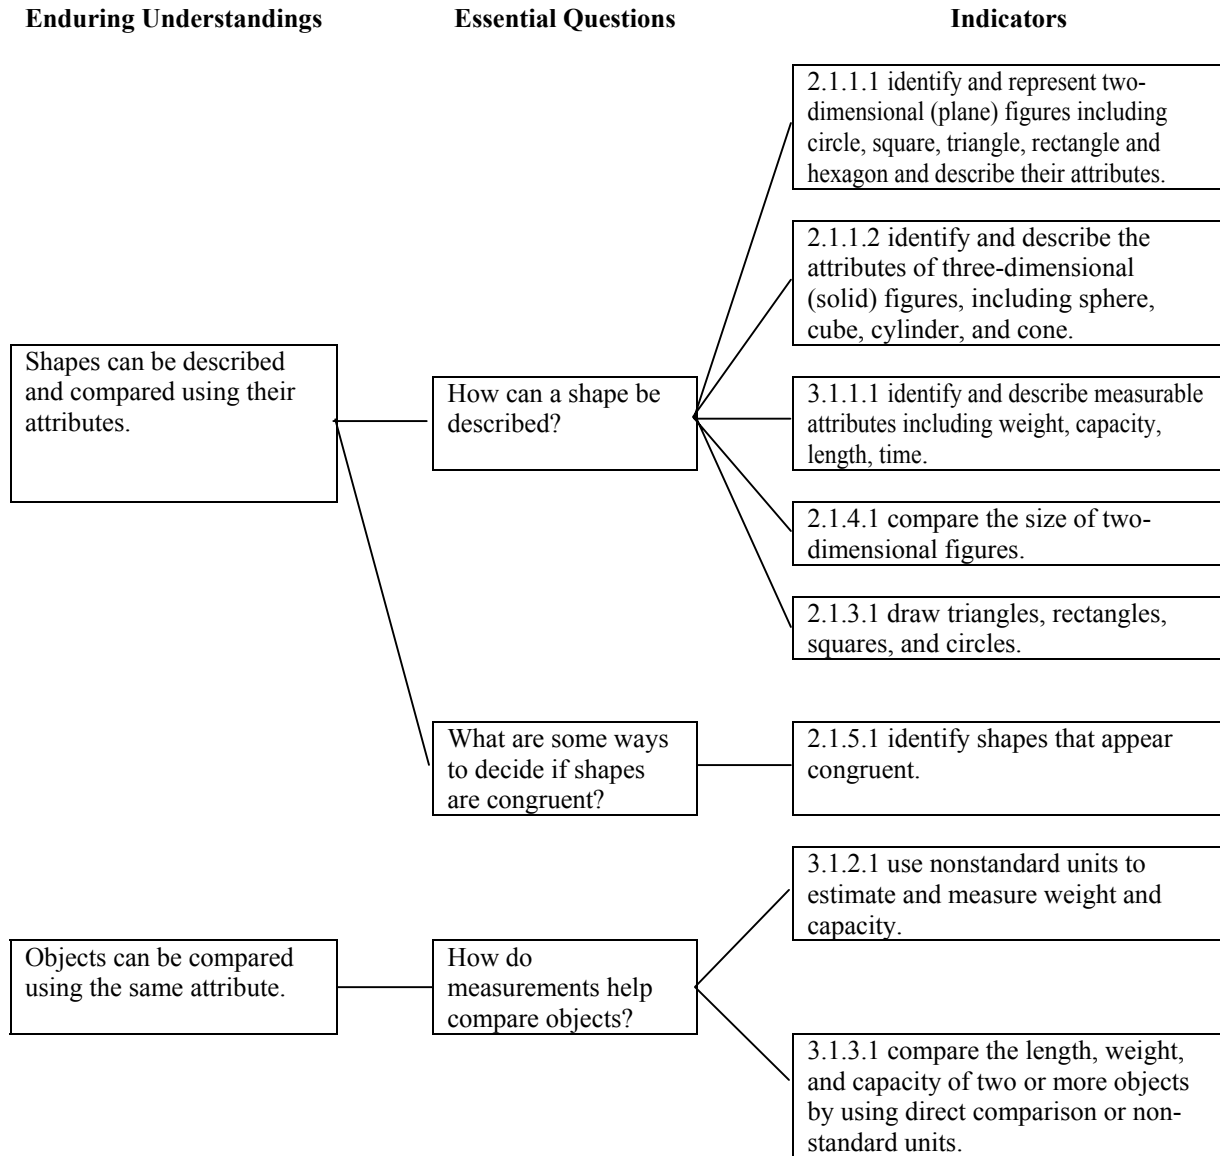 Enduring Understandings
Essential Questions
Indicators
2.1.1.1 identify and represent two-
dimensional (plane) figures including
circle, square, triangle, rectangle and
hexagon and describe their attributes.
2.1.1.2 identify and describe the
attributes of three-dimensional
(solid) figures, including sphere,
cube, cylinder, and cone.
Shapes can be described
and compared using their
attributes.
How can a shape be
described?
3.1.1.1 identify and describe measurable
attributes including weight, capacity,
length, time.
2.1.4.1 compare the size of two-
dimensional figures.
2.1.3.1 draw triangles, rectangles,
squares, and circles.
What are some ways
to decide if shapes
are congruent?
2.1.5.1 identify shapes that appear
congruent.
3.1.2.1 use nonstandard units to
estimate and measure weight and
capacity.
Objects can be compared
using the same attribute.
How do
measurements help
compare objects?
3.1.3.1 compare the length, weight,
and capacity of two or more objects
by using direct comparison or non-
standard units.